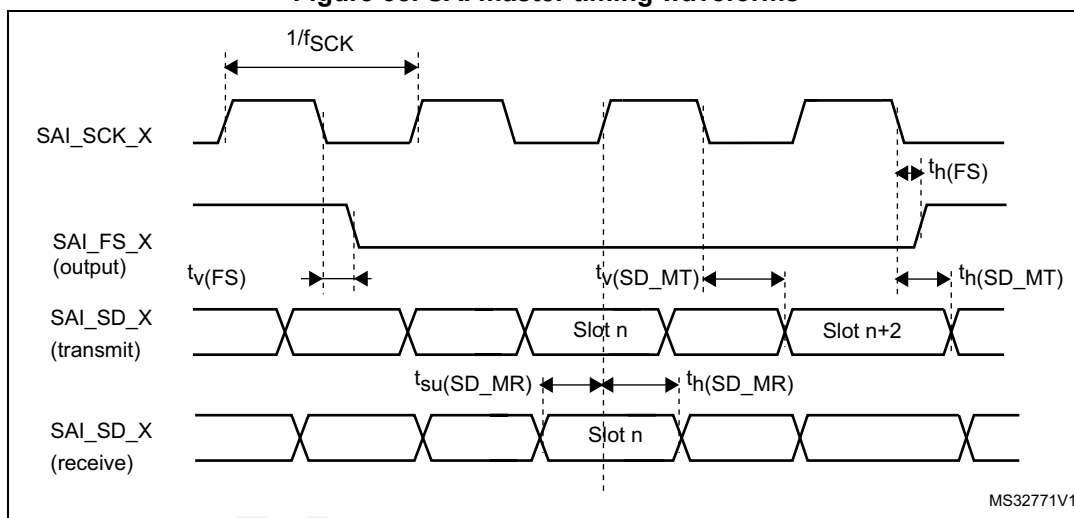 1/fSCK
SAI_SCK_X
th(FS)
SAI_FS_X
(output)
tv(FS)
tv(SD_MT)
th(SD_MT)
SAI_SD_X
(transmit)
Slot n
Slot n+2
tsu(SD_MR)
th(SD_MR)
SAI_SD_X
(receive)
Slot n
MS32771V1